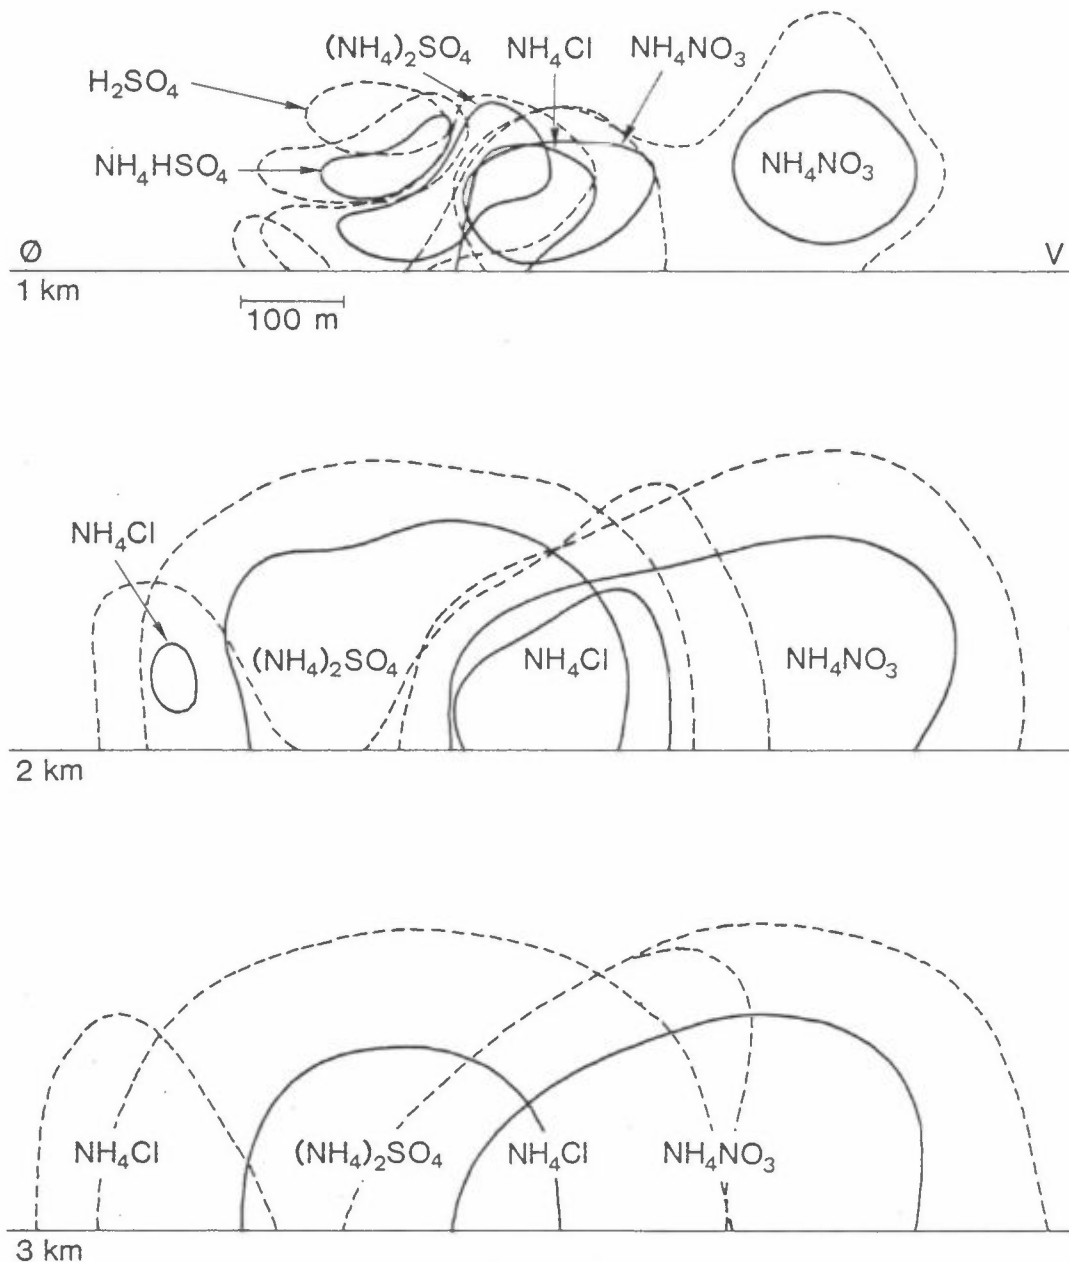 (NH₄)₂SO₄ NH₄Cl NH₄NO₃
H₂SO₄
NH₄HSO₄ NH₄NO₃
Ø V
1 km
100 m
NH₄Cl
(NH₄)₂SO₄ NH₄Cl NH₄NO₃
2 km
NH₄Cl (NH₄)₂SO₄ NH₄Cl NH₄NO₃
3 km